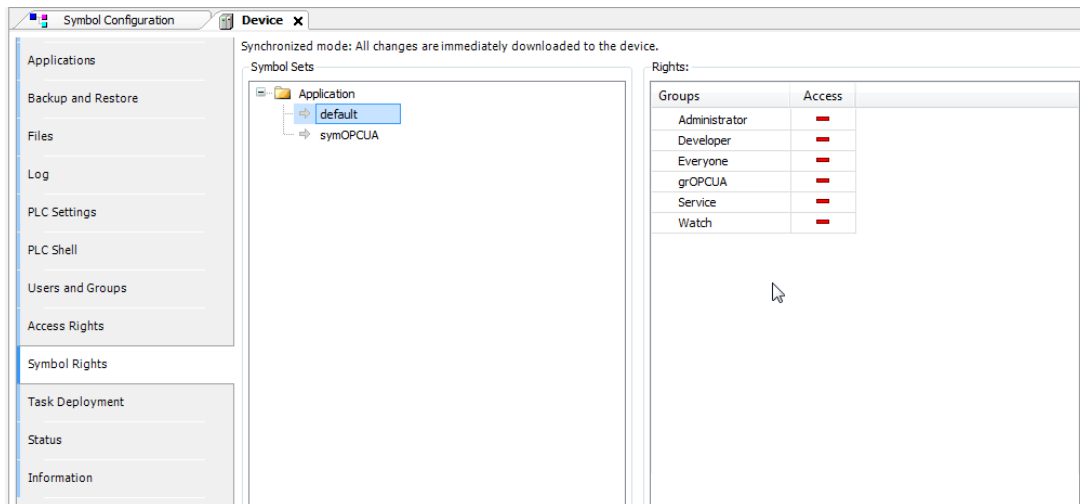 Symbol Configuration
Device
Synchronized mode: All changes are immediately downloaded to the device.
Applications
Backup and Restore
Files
Log
PLC Settings
PLC Shell
Users and Groups
Access Rights
Symbol Rights
Task Deployment
Status
Information
Symbol Sets
Application
default
symOPCUA
Rights:
Groups Access
Administrator
Developer
Everyone
grOPCUA
Service
Watch